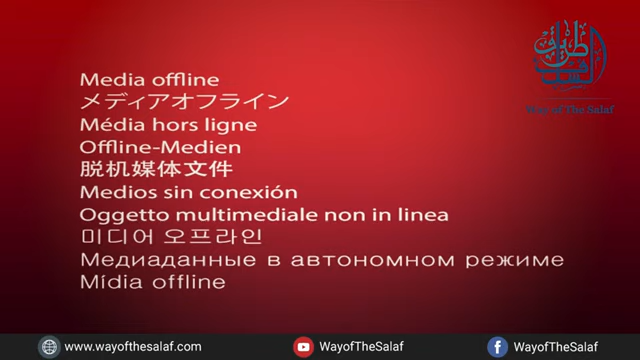 Media offline
メディアオフライン
Média hors ligne
Offline-Medien
脱机媒体文件
Medios sin conexión
Oggetto multimediale non in linea
미디어 오프라인
Медиаданные в автономном режиме
Mídia offline
طريق السلف
Way of The Salaf
www.wayofthesalaf.com
WayofTheSalaf
WayofTheSalaf